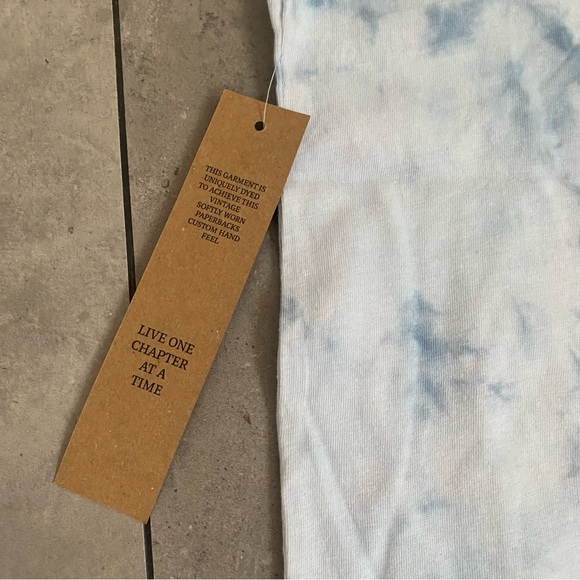 THIS GARMENT IS
UNIQUELY DYED
TO ACHIEVE THIS
VINTAGE
SOFTLY WORN
PAPERBACKS
CUSTOM HAND
FEEL
LIVE ONE
CHAPTER
AT A
TIME